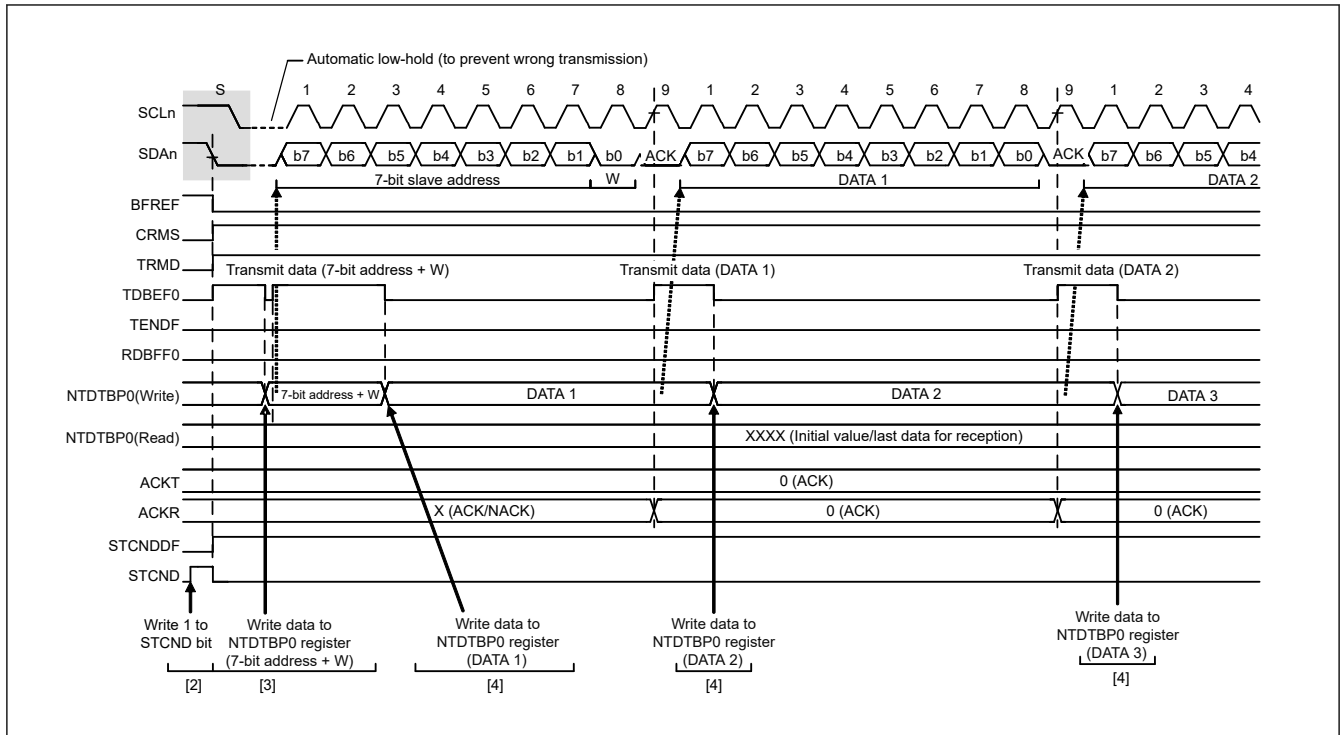 Automatic low-hold (to prevent wrong transmission)
S 1 2 3 4 5 6 7 8 9 1 2 3 4 5 6 7 8 9 1 2 3 4
SCLn
SDAn b7 b6 b5 b4 b3 b2 b1 b0 ACK b7 b6 b5 b4 b3 b2 b1 b0 ACK b7 b6 b5 b4
7-bit slave address W DATA 1 DATA 2
BFREF
CRMS
TRMD
Transmit data (7-bit address + W) Transmit data (DATA 1) Transmit data (DATA 2)
TDBEF0
TENDF
RDBFF0
NTDTBP0(Write) 7-bit address + W DATA 1 DATA 2 DATA 3
NTDTBP0(Read) XXXX (Initial value/last data for reception)
ACKT 0 (ACK)
ACKR X (ACK/NACK) 0 (ACK) 0 (ACK)
STCNDDF
STCND
Write 1 to
STCND bit
[2]
Write data to
NTDTBP0 register
(7-bit address + W)
[3]
Write data to
NTDTBP0 register
(DATA 1)
[4]
Write data to
NTDTBP0 register
(DATA 2)
[4]
Write data to
NTDTBP0 register
(DATA 3)
[4]